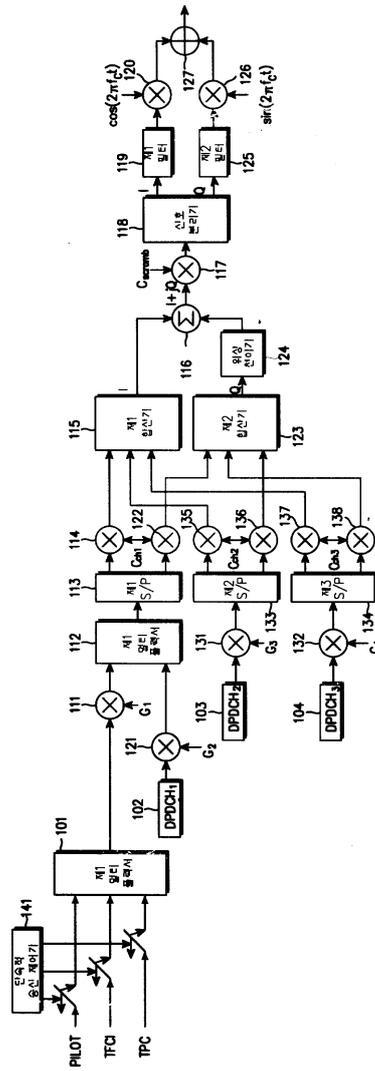 141
단속적
송신 제어기
PILOT
TFCI
TPC
101
제1
멀티
플렉서
102
DPDCH1
111
G1
121
G2
112
제1
멀티
플렉서
113
제1
S/P
114
Cch1
122
103
DPDCH2
131
G3
제2
S/P
133
135
Cch2
136
104
DPDCH3
132
제3
S/P
134
137
Cch3
138
115
제1
합산기
I
제2
합산기
123
Q
위상
천이기
124
116
I+jQ
Cscramb
117
118
신호
분리기
I
Q
119
제1
필터
cos(2πfct)
120
125
제2
필터
126
sin(2πfct)
127